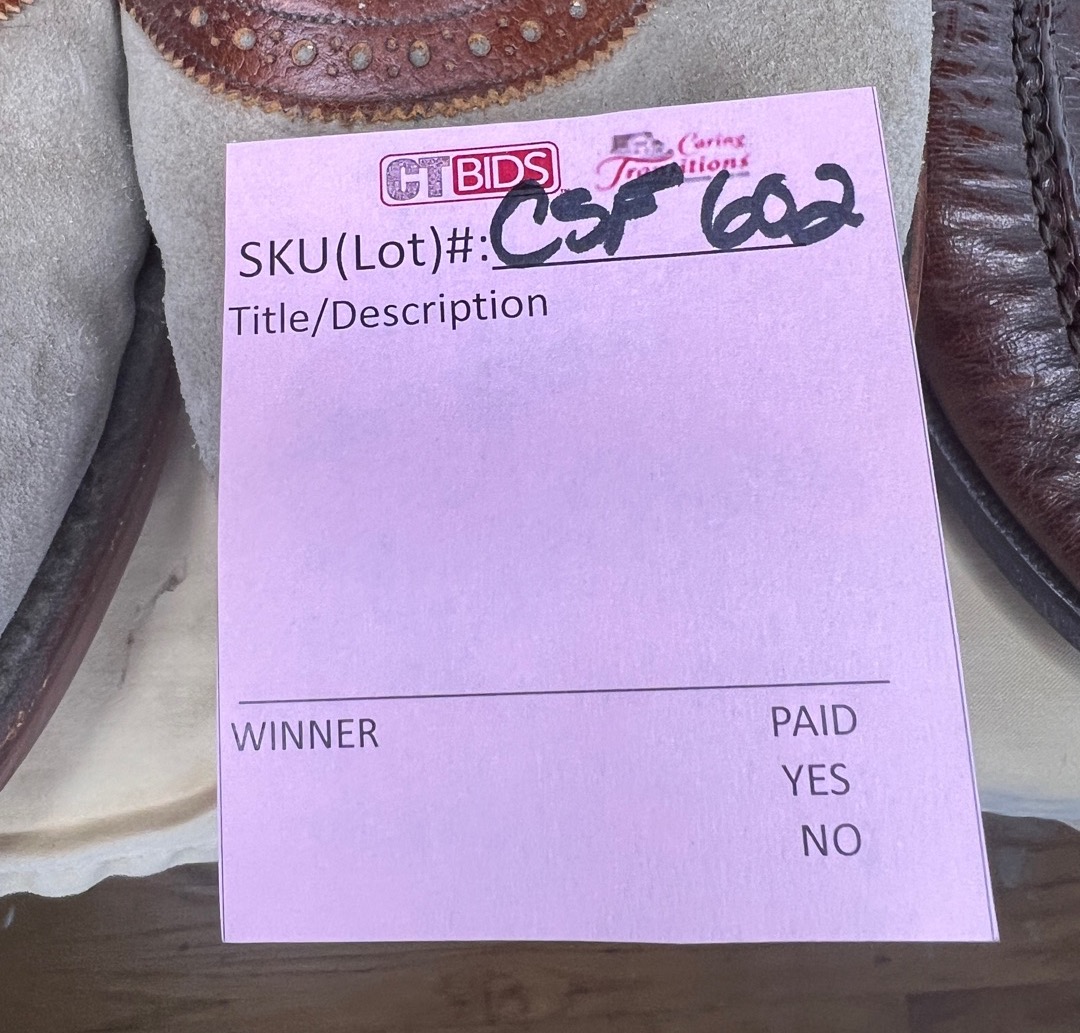 CT BIDS
Caring
Transitions
SKU(Lot)#: CSF 602
Title/Description
WINNER PAID
YES
NO